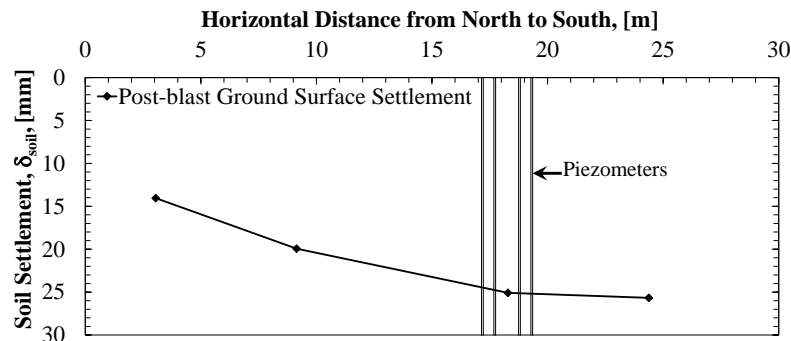 Horizontal Distance from North to South, [m]
0 5 10 15 20 25 30
Soil Settlement, δsoil, [mm]
0
5
10
15
20
25
30
Post-blast Ground Surface Settlement
Piezometers